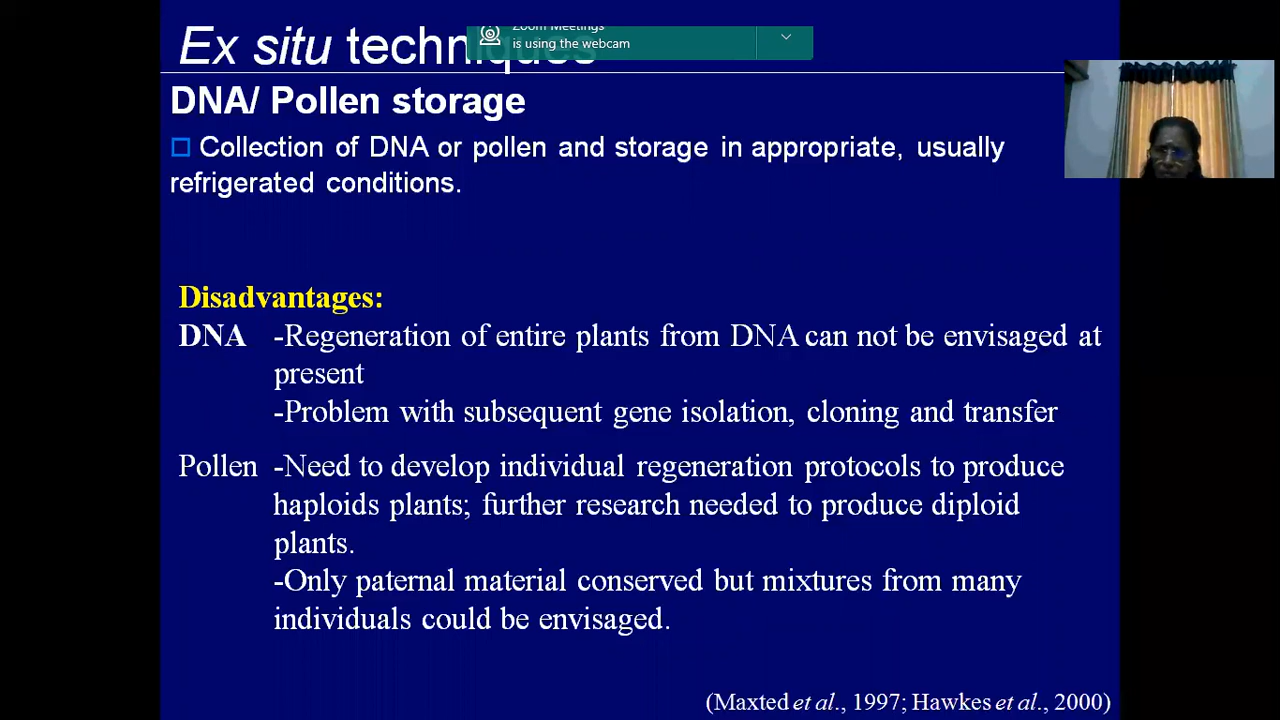 Ex situ techniques
Zoom Meetings
is using the webcam
DNA/ Pollen storage
Collection of DNA or pollen and storage in appropriate, usually
refrigerated conditions.
Disadvantages:
DNA -Regeneration of entire plants from DNA can not be envisaged at
present
-Problem with subsequent gene isolation, cloning and transfer
Pollen -Need to develop individual regeneration protocols to produce
haploids plants; further research needed to produce diploid
plants.
-Only paternal material conserved but mixtures from many
individuals could be envisaged.
(Maxted et al., 1997; Hawkes et al., 2000)